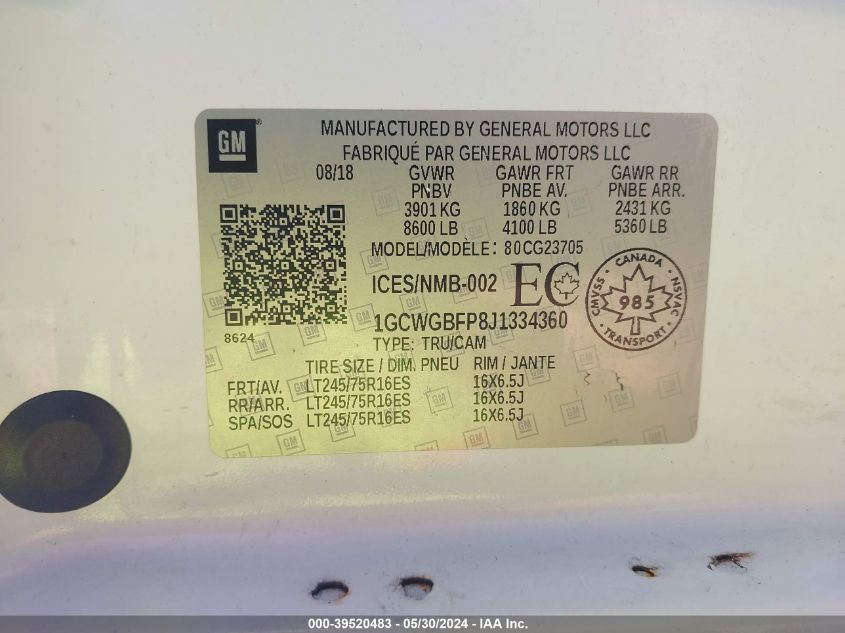 GM ®
MANUFACTURED BY GENERAL MOTORS LLC
FABRIQUÉ PAR GENERAL MOTORS LLC
08/18 GVWR GAWR FRT GAWR RR
PNBV PNBE AV. PNBE ARR.
3901 KG 1860 KG 2431 KG
8600 LB 4100 LB 5360 LB
MODEL/MODÈLE: 80CG23705
ICES/NMB-002 EC
CANADA
CMVSS 985 NSVAC
TRANSPORT
8624
1GCWGBFP8J1334360
TYPE: TRU/CAM
TIRE SIZE / DIM. PNEU RIM / JANTE
FRT/AV. LT245/75R16ES 16X6.5J
RR/ARR. LT245/75R16ES 16X6.5J
SPA/SOS LT245/75R16ES 16X6.5J
000-39520483 - 05/30/2024 - IAA Inc.